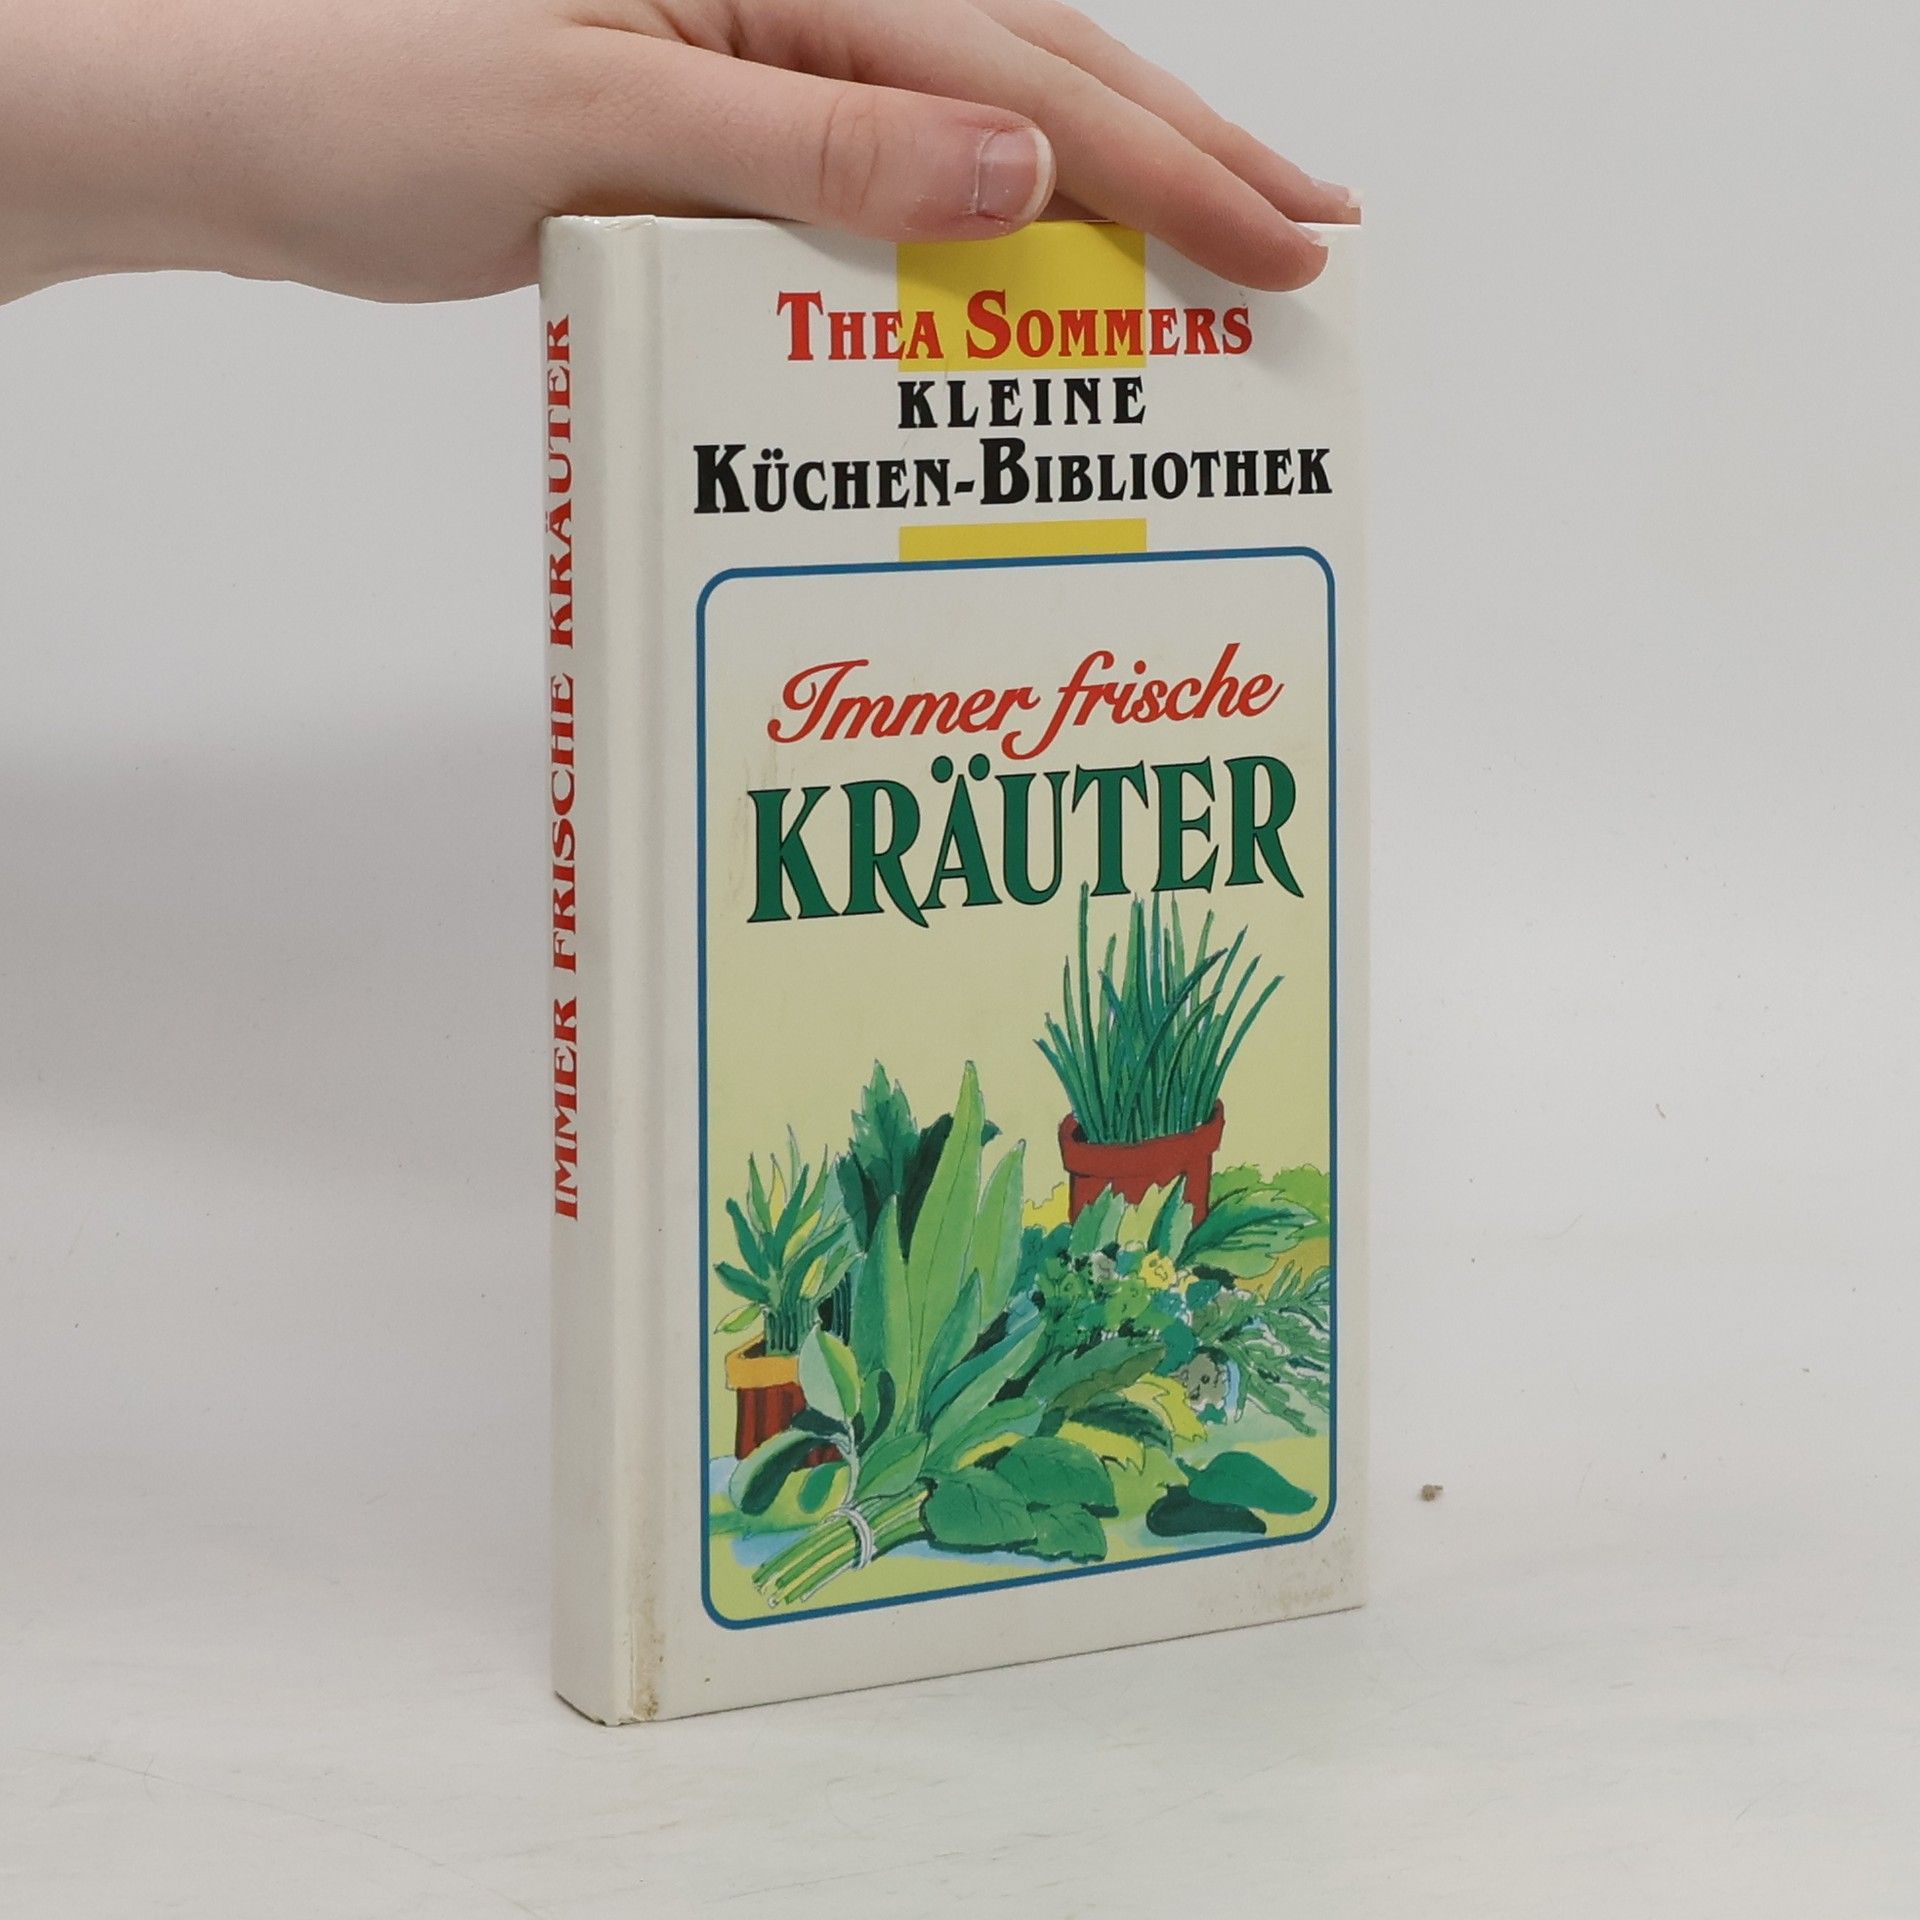 THEA SOMMERS
KLEINE
KÜCHEN-BIBLIOTHEK
Immer frische
KRÄUTER
IMMER FRISCHE KRÄUTER